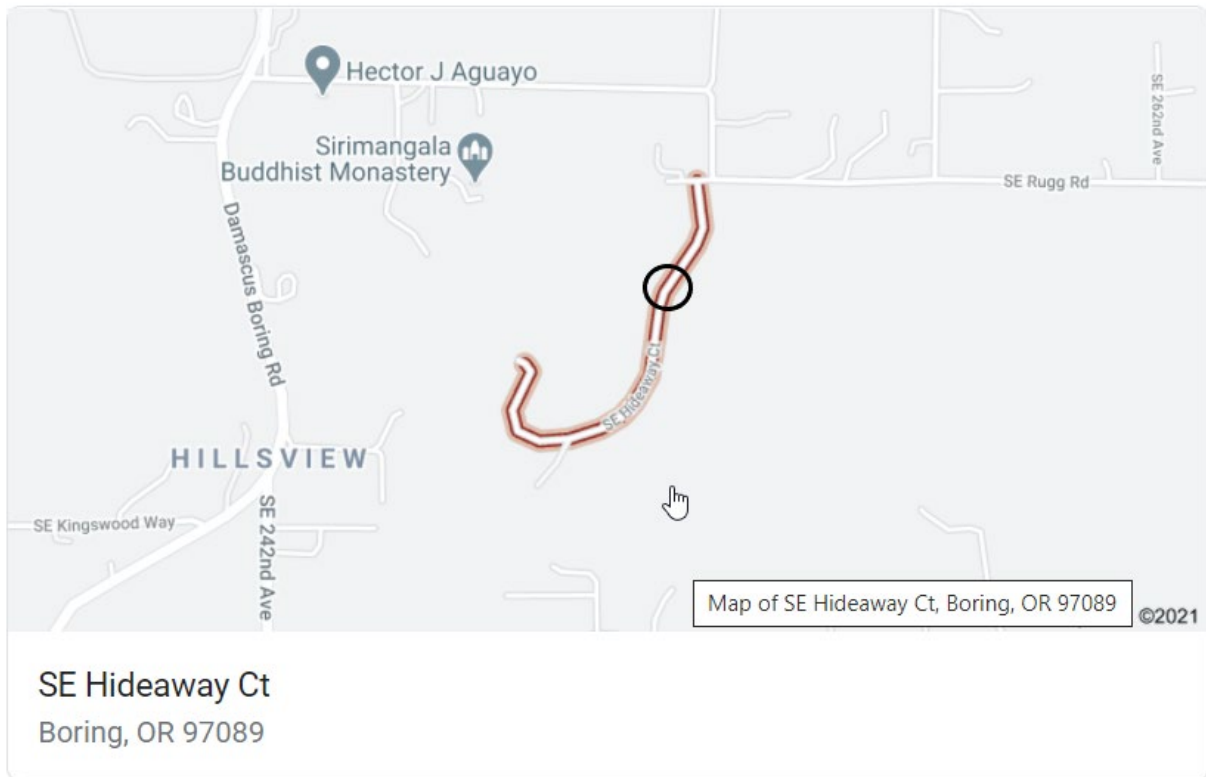 Hector J Aguayo
Sirimangala
Buddhist Monastery
SE 262nd Ave
SE Rugg Rd
Damascus Boring Rd
SE Hideaway Ct
HILLSVIEW
SE Kingswood Way
SE 242nd Ave
Map of SE Hideaway Ct, Boring, OR 97089
©2021
SE Hideaway Ct
Boring, OR 97089